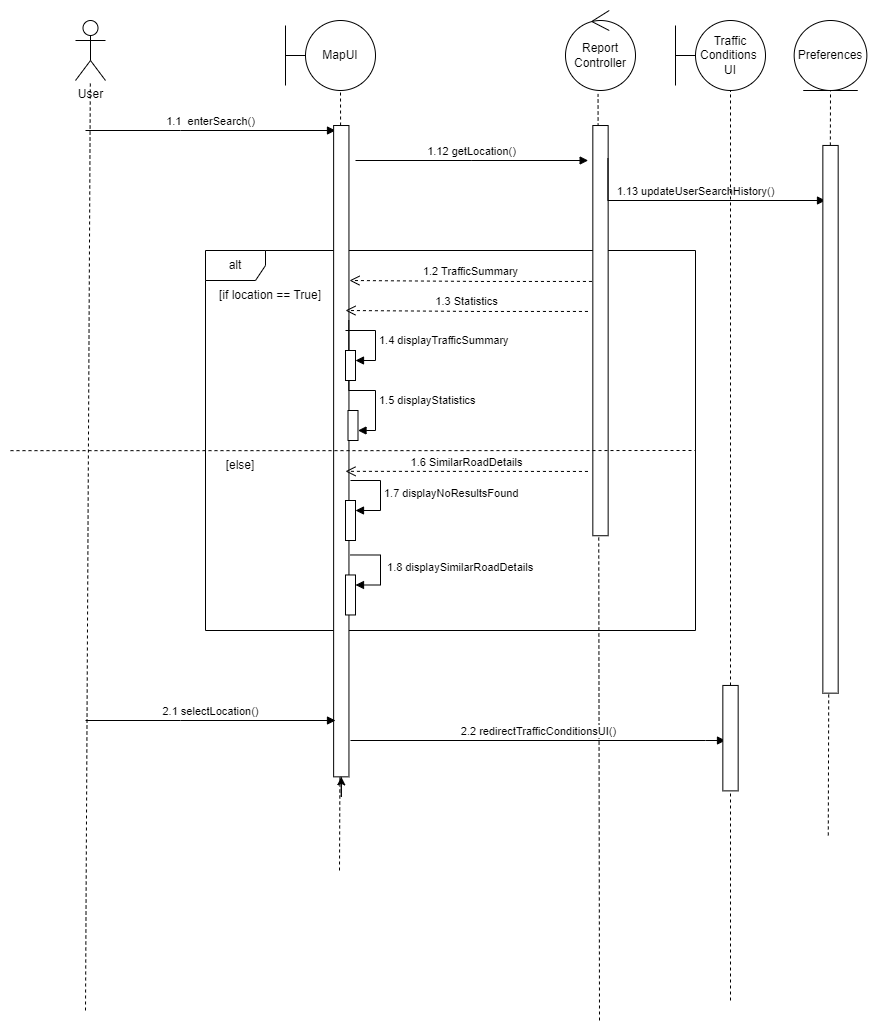 User
MapUI
Report
Controller
Traffic
Conditions
UI
Preferences
1.1 enterSearch()
1.12 getLocation()
1.13 updateUserSearchHistory()
alt
1.2 TrafficSummary
[if location == True]
1.3 Statistics
1.4 displayTrafficSummary
1.5 displayStatistics
[else]
1.6 SimilarRoadDetails
1.7 displayNoResultsFound
1.8 displaySimilarRoadDetails
2.1 selectLocation()
2.2 redirectTrafficConditionsUI()